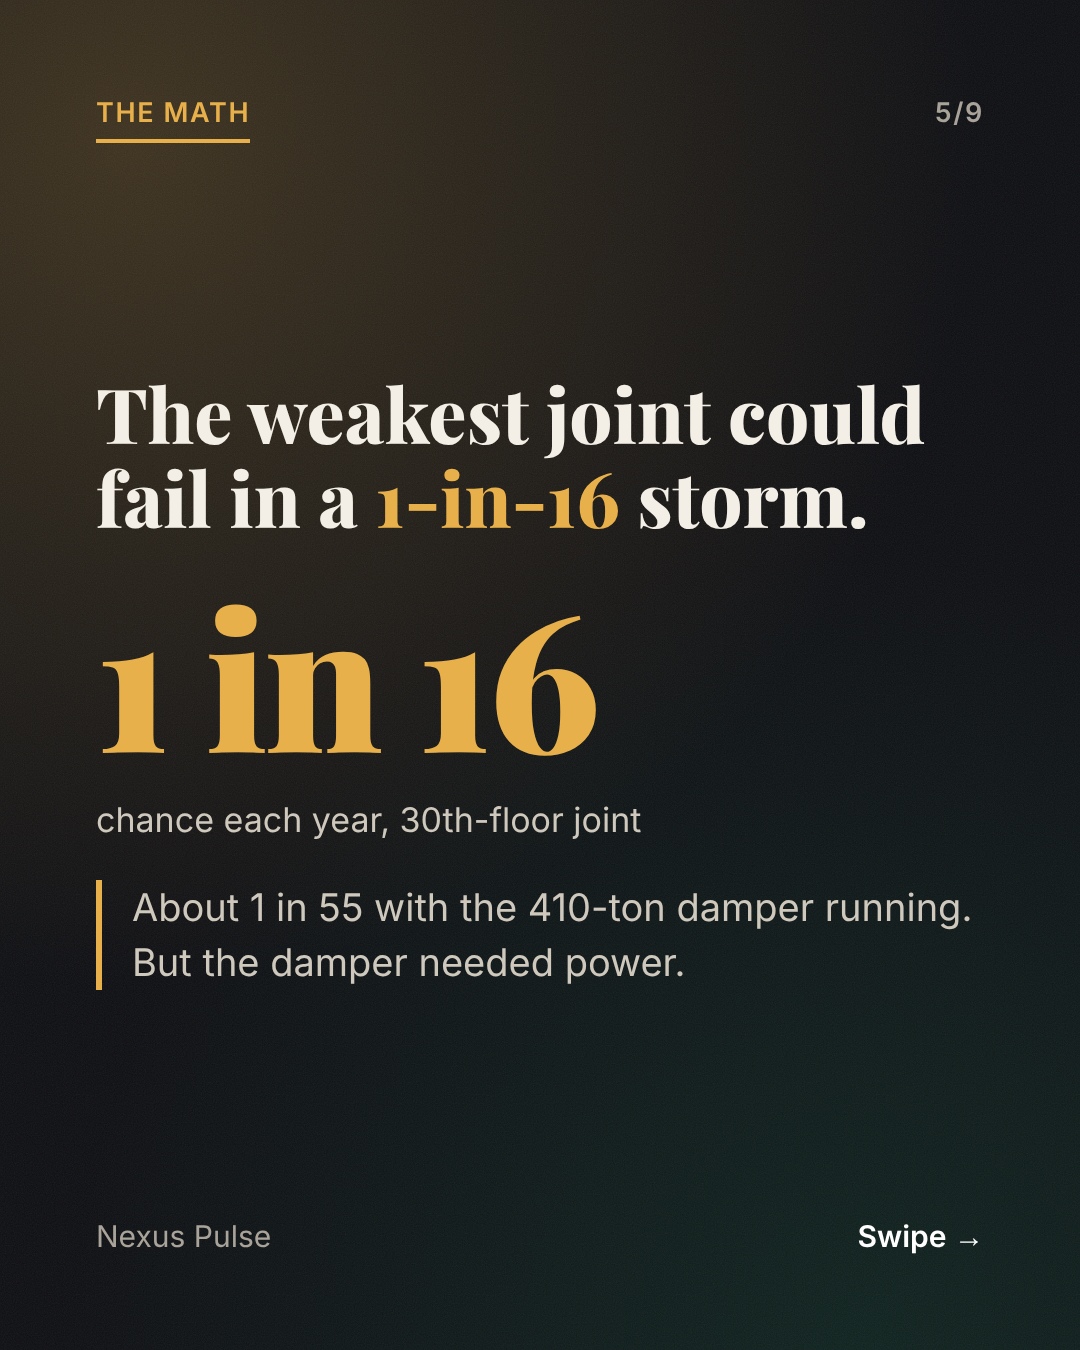 THE MATH
5/9
The weakest joint could
fail in a 1-in-16 storm.
1 in 16
chance each year, 30th-floor joint
About 1 in 55 with the 410-ton damper running.
But the damper needed power.
Nexus Pulse
Swipe →